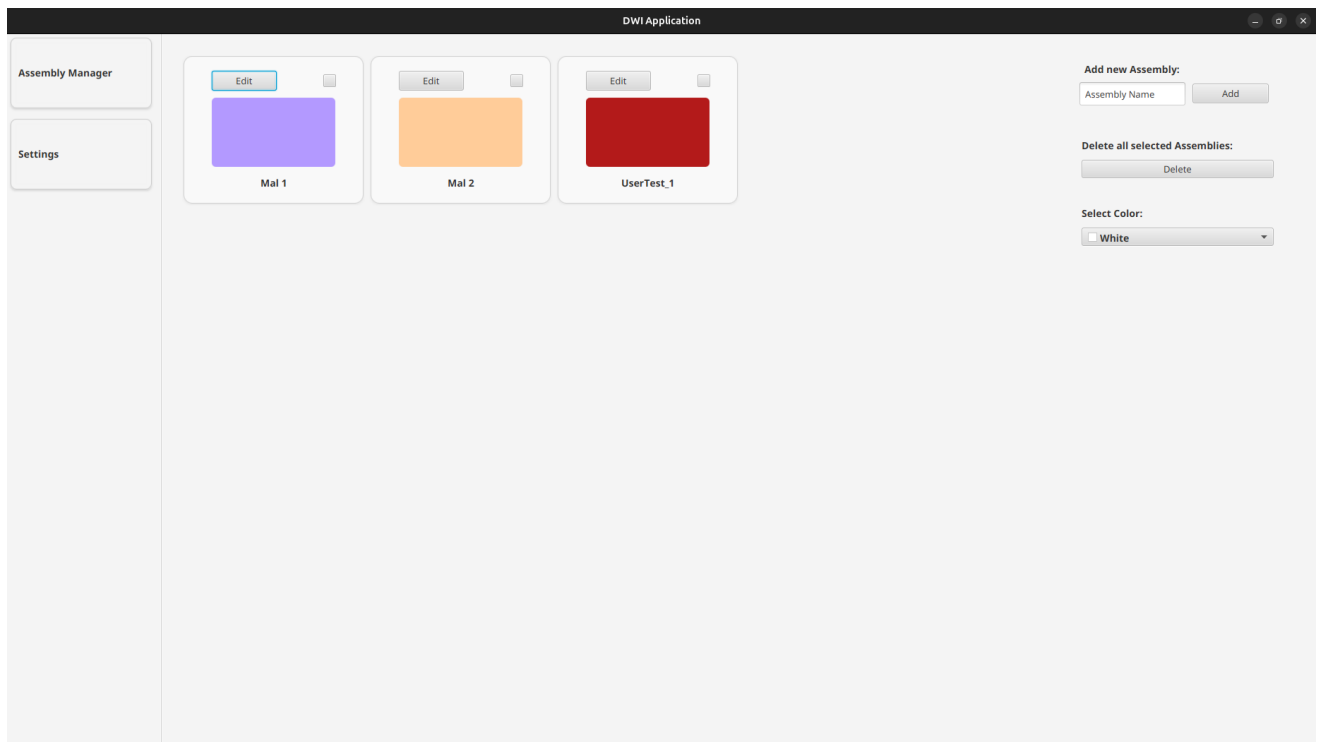 DWI Application
Assembly Manager
Settings
Edit
Mal 1
Edit
Mal 2
Edit
UserTest_1
Add new Assembly:
Assembly Name
Add
Delete all selected Assemblies:
Delete
Select Color:
White